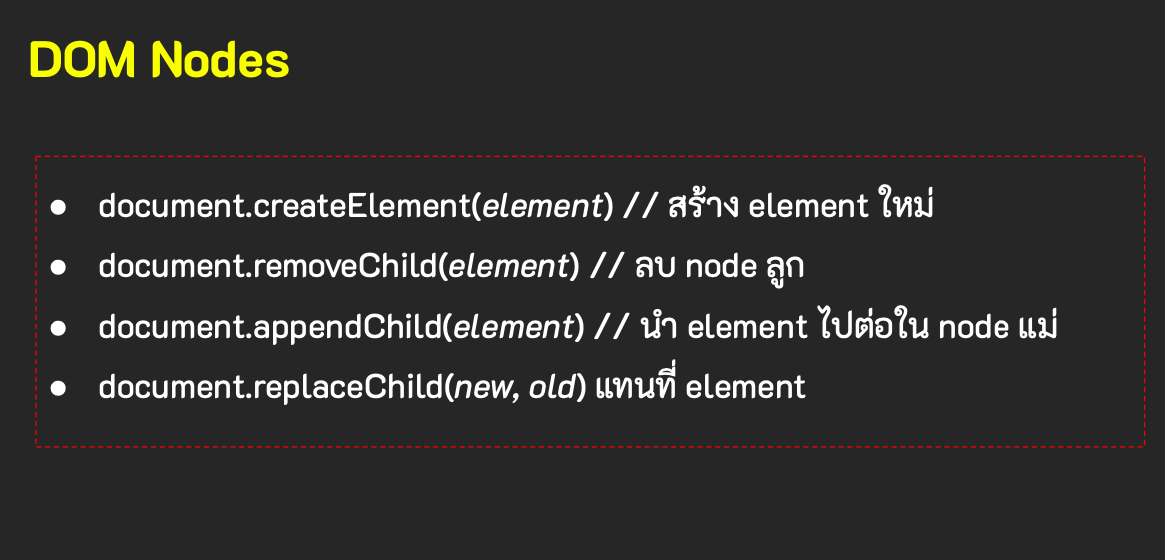 DOM Nodes
● document.createElement(element) // สร้าง element ใหม่
● document.removeChild(element) // ลบ node ลูก
● document.appendChild(element) // นำ element ไปต่อใน node แม่
● document.replaceChild(new, old) แทนที่ element